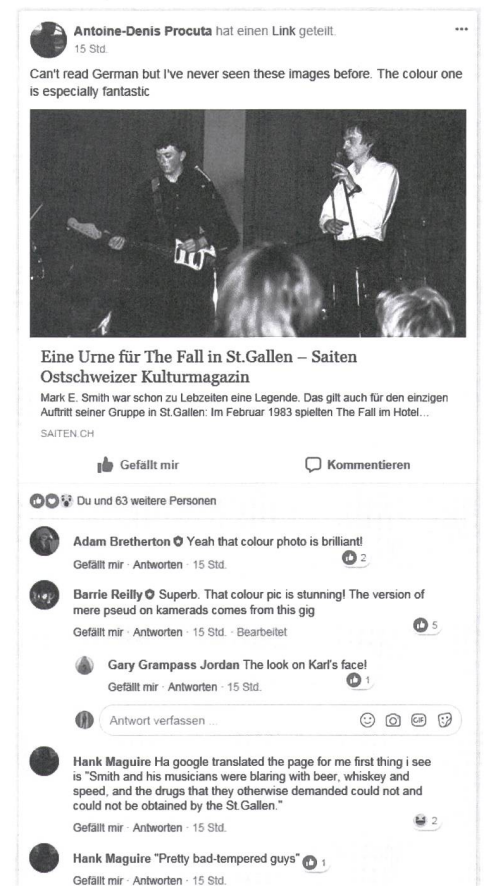 Antoine-Denis Procuta hat einen Link geteilt.
15 Std.
Can't read German but I've never seen these images before. The colour one
is especially fantastic
Eine Urne für The Fall in St.Gallen – Saiten
Ostschweizer Kulturmagazin
Mark E. Smith war schon zu Lebzeiten eine Legende. Das gilt auch für den einzigen
Auftritt seiner Gruppe in St.Gallen: Im Februar 1983 spielten The Fall im Hotel...
SAITEN.CH
Gefällt mir
Kommentieren
Du und 63 weitere Personen
Adam Bretherton Yeah that colour photo is brilliant!
2
Gefällt mir · Antworten · 15 Std.
Barrie Reilly Superb. That colour pic is stunning! The version of
mere pseud on kamerads comes from this gig
5
Gefällt mir · Antworten · 15 Std. · Bearbeitet
Gary Grampass Jordan The look on Karl's face!
1
Gefällt mir · Antworten · 15 Std.
Antwort verfassen ...
GIF
Hank Maguire Ha google translated the page for me first thing i see
is "Smith and his musicians were blaring with beer, whiskey and
speed, and the drugs that they otherwise demanded could not and
could not be obtained by the St.Gallen."
2
Gefällt mir · Antworten · 15 Std.
Hank Maguire "Pretty bad-tempered guys"
1
Gefällt mir · Antworten · 15 Std.